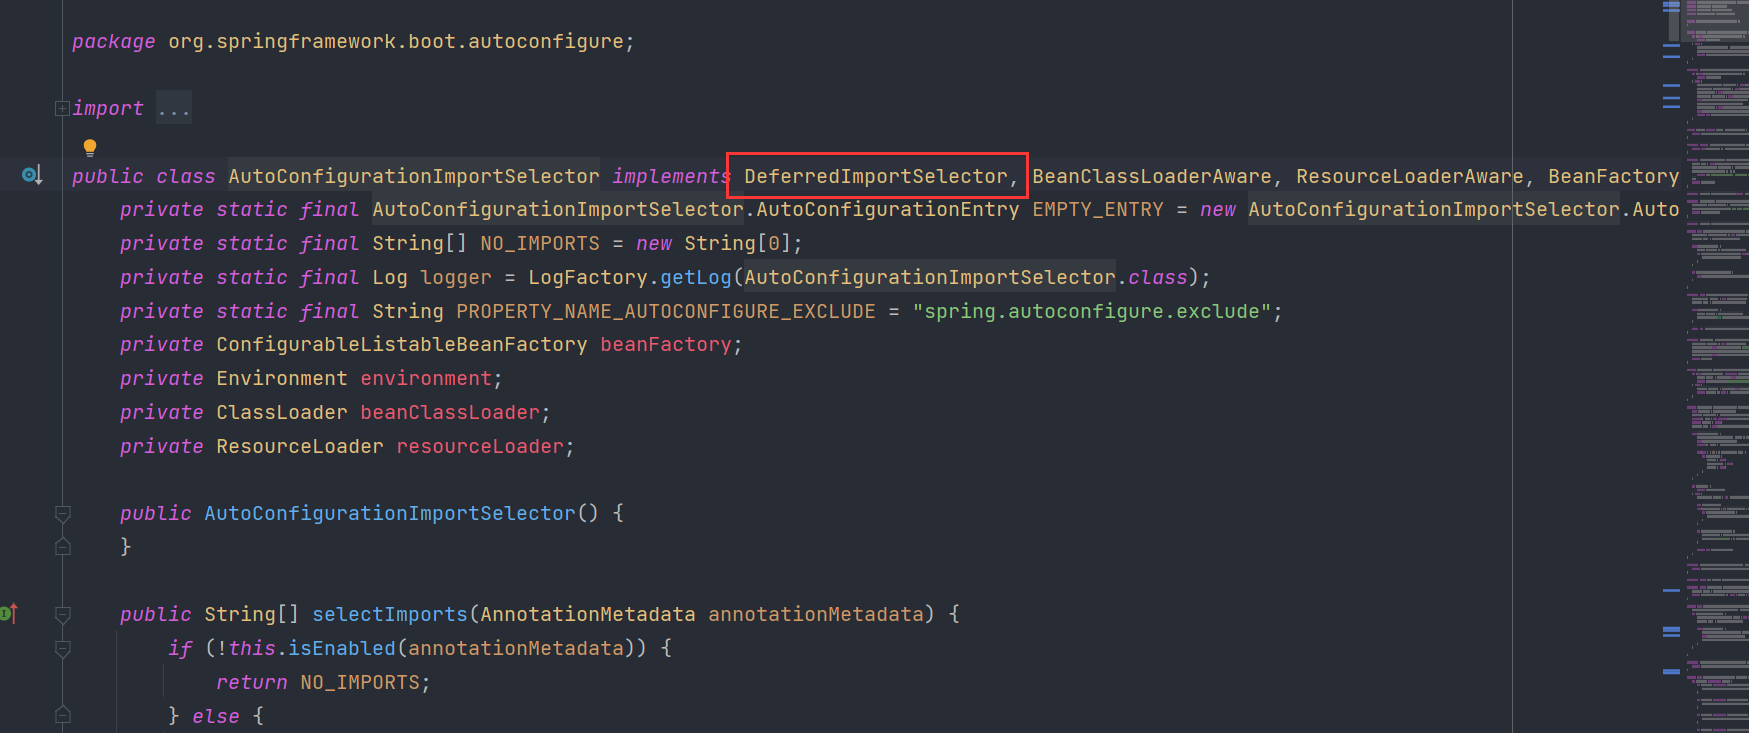 package org.springframework.boot.autoconfigure;
import ...
public class AutoConfigurationImportSelector implements DeferredImportSelector, BeanClassLoaderAware, ResourceLoaderAware, BeanFactory
private static final AutoConfigurationImportSelector.AutoConfigurationEntry EMPTY_ENTRY = new AutoConfigurationImportSelector.Auto
private static final String[] NO_IMPORTS = new String[0];
private static final Log logger = LogFactory.getLog(AutoConfigurationImportSelector.class);
private static final String PROPERTY_NAME_AUTOCONFIGURE_EXCLUDE = "spring.autoconfigure.exclude";
private ConfigurableListableBeanFactory beanFactory;
private Environment environment;
private ClassLoader beanClassLoader;
private ResourceLoader resourceLoader;
public AutoConfigurationImportSelector() {
}
public String[] selectImports(AnnotationMetadata annotationMetadata) {
if (!this.isEnabled(annotationMetadata)) {
return NO_IMPORTS;
} else {